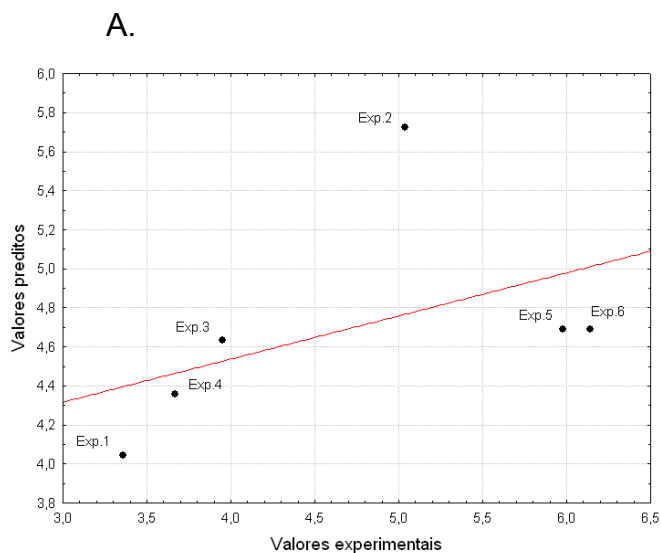 A.
6,0
5,8
Exp.2
5,6
5,4
5,2
5,0
4,8
Exp.5 Exp.6
Exp.3
4,6
4,4
Exp.4
4,2
Exp.1
4,0
3,8
3,0 3,5 4,0 4,5 5,0 5,5 6,0 6,5
Valores preditos
Valores experimentais